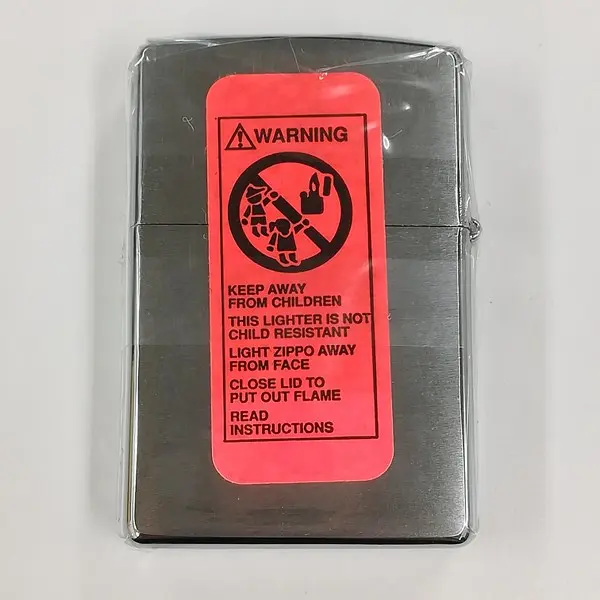 WARNING
KEEP AWAY
FROM CHILDREN
THIS LIGHTER IS NOT
CHILD RESISTANT
LIGHT ZIPPO AWAY
FROM FACE
CLOSE LID TO
PUT OUT FLAME
READ
INSTRUCTIONS